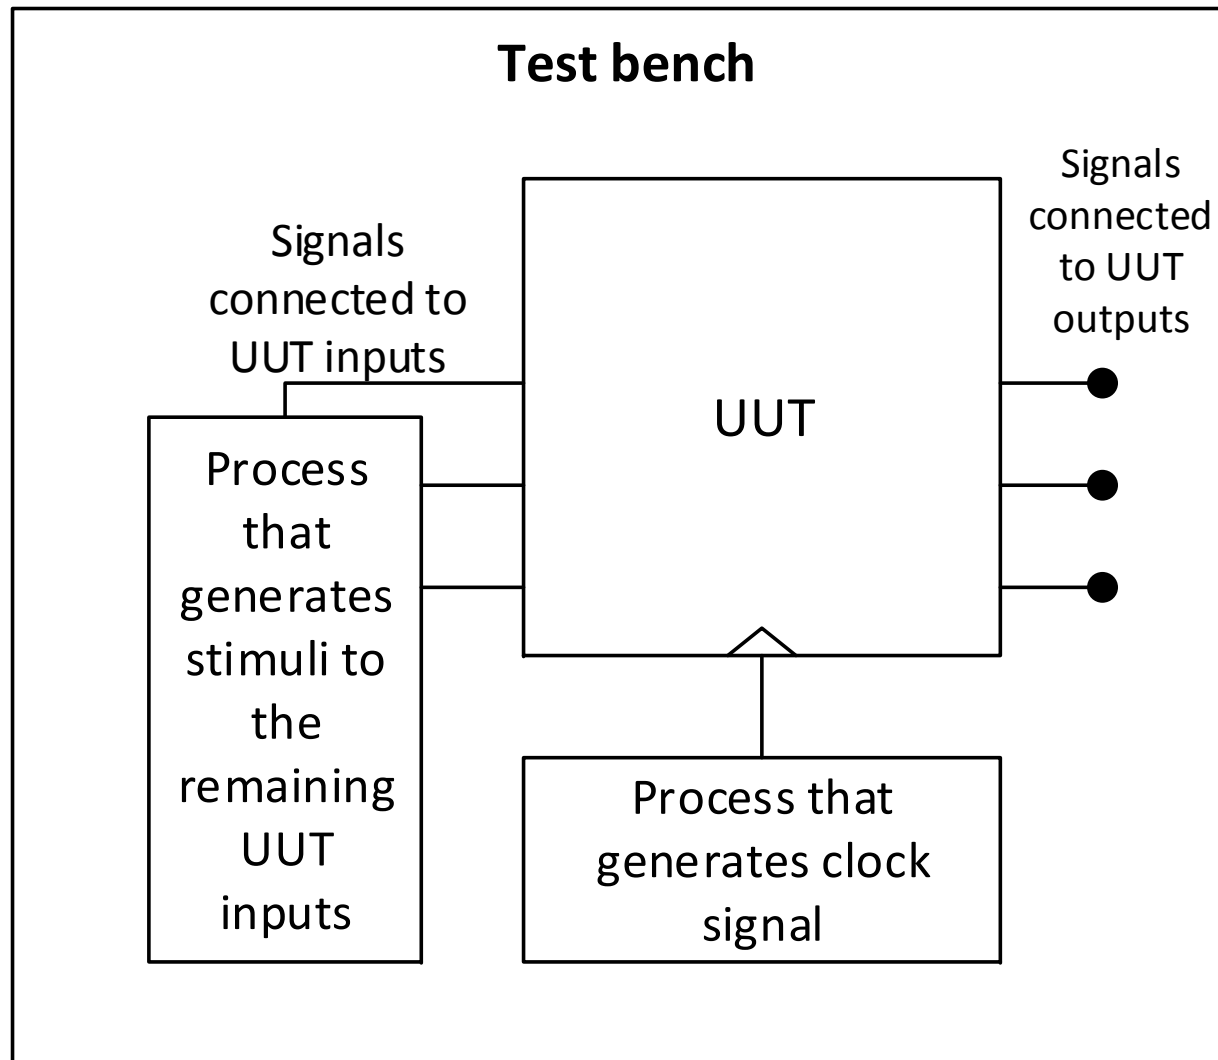 Test bench
Signals
connected to
UUT inputs
Process
that
generates
stimuli to
the
remaining
UUT
inputs
UUT
Signals
connected
to UUT
outputs
Process that
generates clock
signal